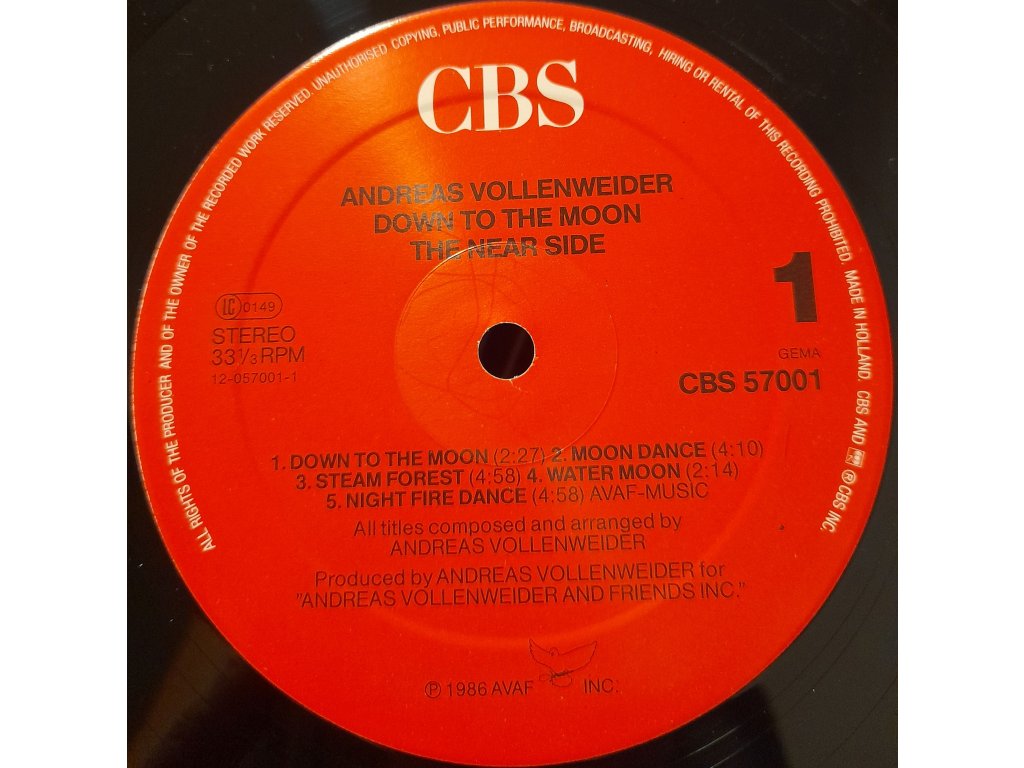 ALL RIGHTS OF THE PRODUCER AND OF THE OWNER OF THE RECORDED WORK RESERVED. UNAUTHORISED COPYING, PUBLIC PERFORMANCE, BROADCASTING, HIRING OR RENTAL OF THIS RECORDING PROHIBITED. MADE IN HOLLAND. CBS AND ® CBS INC.
CBS
ANDREAS VOLLENWEIDER
DOWN TO THE MOON
THE NEAR SIDE
1
LC 0149
STEREO
33 1/3 RPM
12-057001-1
GEMA
CBS 57001
1. DOWN TO THE MOON (2:27) 2. MOON DANCE (4:10)
3. STEAM FOREST (4:58) 4. WATER MOON (2:14)
5. NIGHT FIRE DANCE (4:58) AVAF-MUSIC
All titles composed and arranged by
ANDREAS VOLLENWEIDER
Produced by ANDREAS VOLLENWEIDER for
"ANDREAS VOLLENWEIDER AND FRIENDS INC."
℗ 1986 AVAF INC.